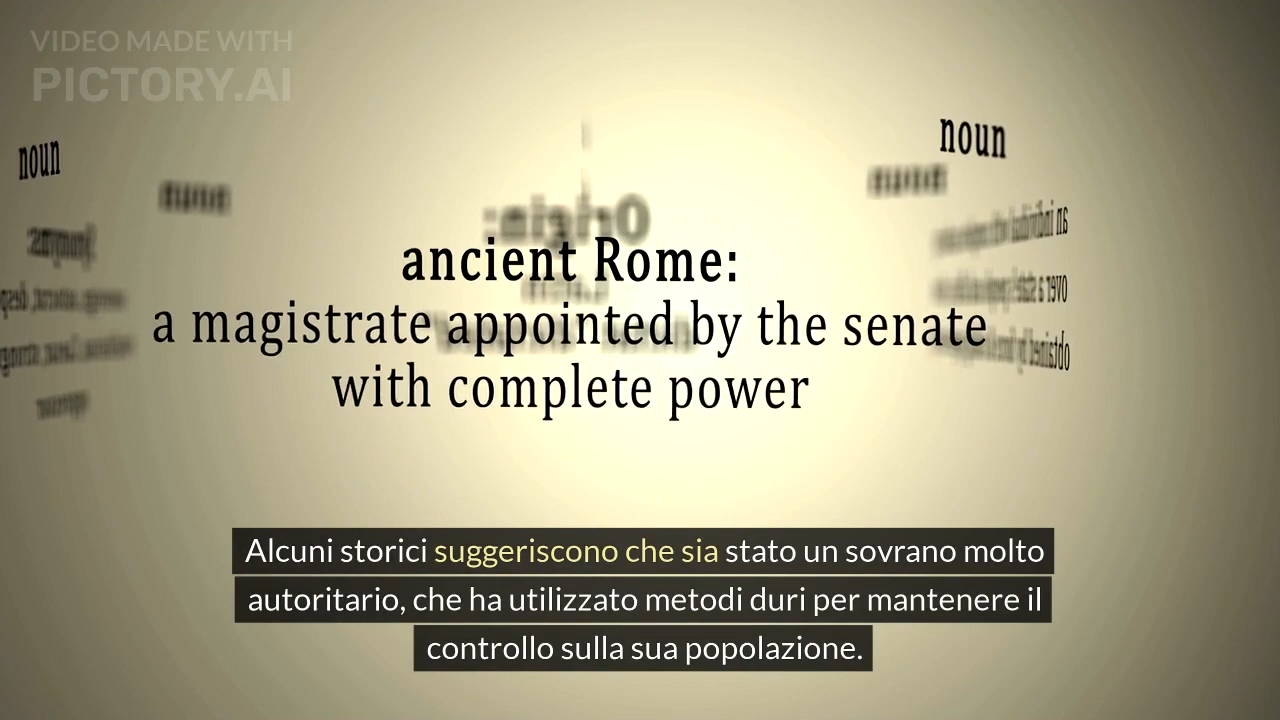 VIDEO MADE WITH
PICTORY.AI
noun
noun
ancient Rome:
a magistrate appointed by the senate
with complete power
Alcuni storici suggeriscono che sia stato un sovrano molto
autoritario, che ha utilizzato metodi duri per mantenere il
controllo sulla sua popolazione.